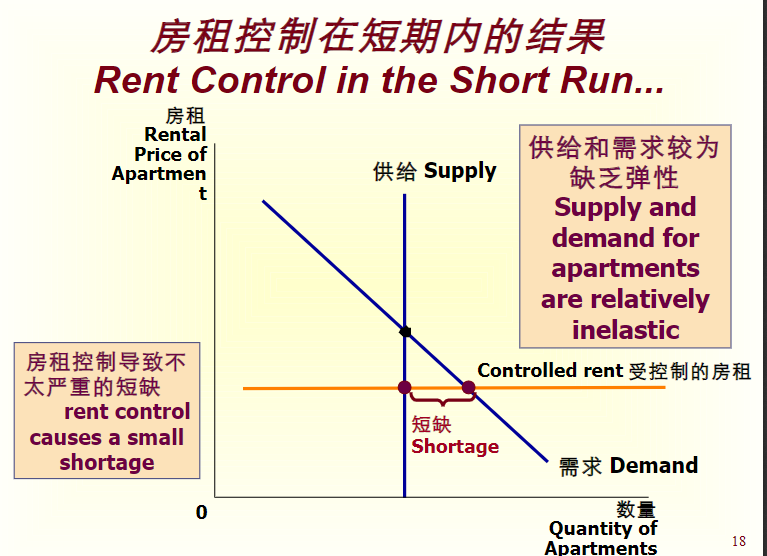 房租控制在短期内的结果
Rent Control in the Short Run...
房租
Rental
Price of
Apartmen
t
供给 Supply
供给和需求较为
缺乏弹性
Supply and
demand for
apartments
are relatively
inelastic
房租控制导致不
太严重的短缺
rent control
causes a small
shortage
Controlled rent 受控制的房租
短缺
Shortage
需求 Demand
0
数量
Quantity of
Apartments
18